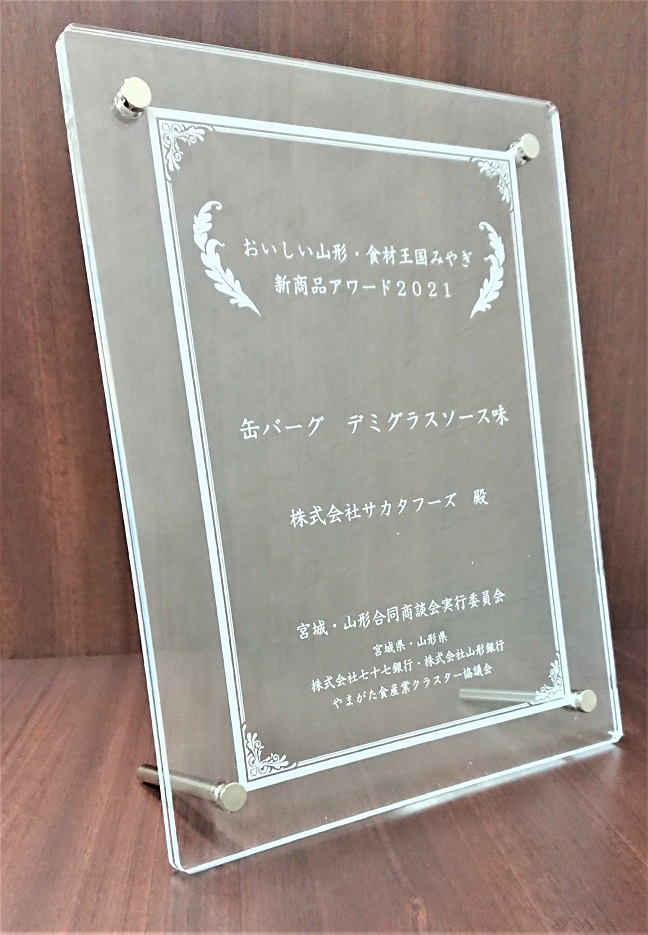 おいしい山形・食材王国みやぎ
新商品アワード2021
缶バーグ　デミグラスソース味
株式会社サカタフーズ　殿
宮城・山形合同商談会実行委員会
宮城県・山形県
株式会社七十七銀行・株式会社山形銀行
やまがた食産業クラスター協議会